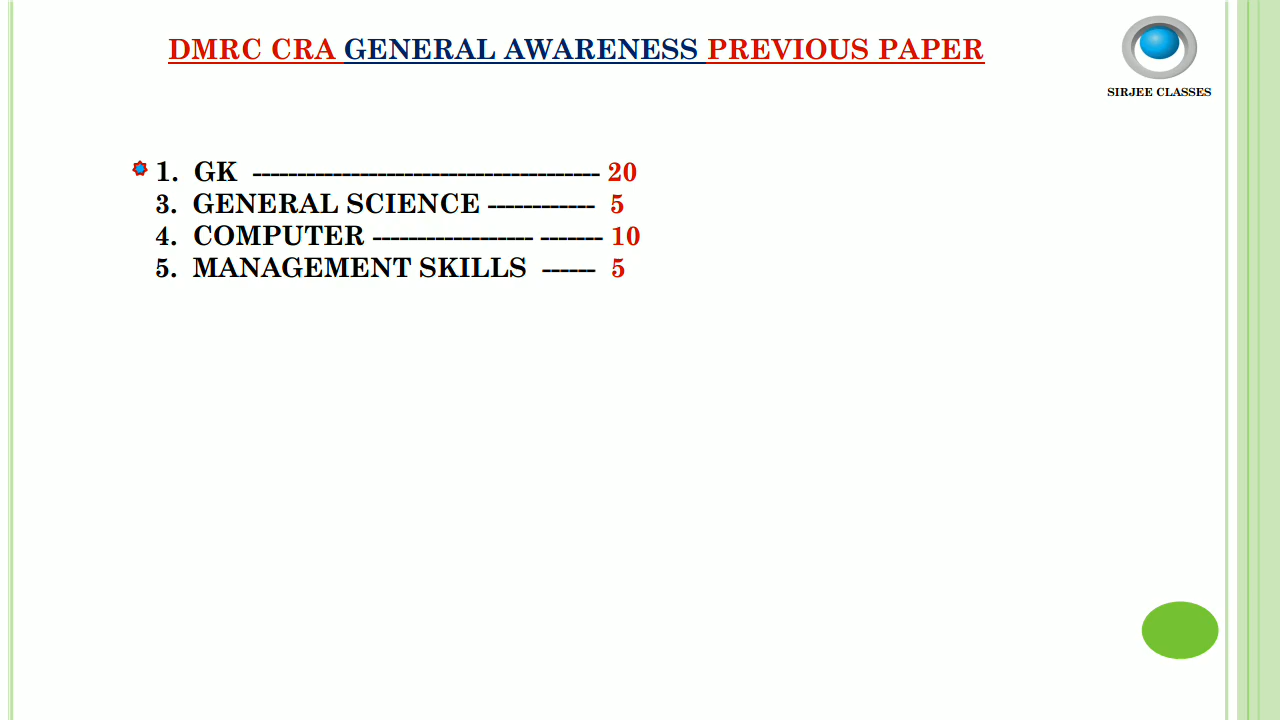 DMRC CRA GENERAL AWARENESS PREVIOUS PAPER
SIRJEE CLASSES
1. GK --------------------------------------- 20
3. GENERAL SCIENCE ------------ 5
4. COMPUTER ------------------ ------- 10
5. MANAGEMENT SKILLS ------ 5